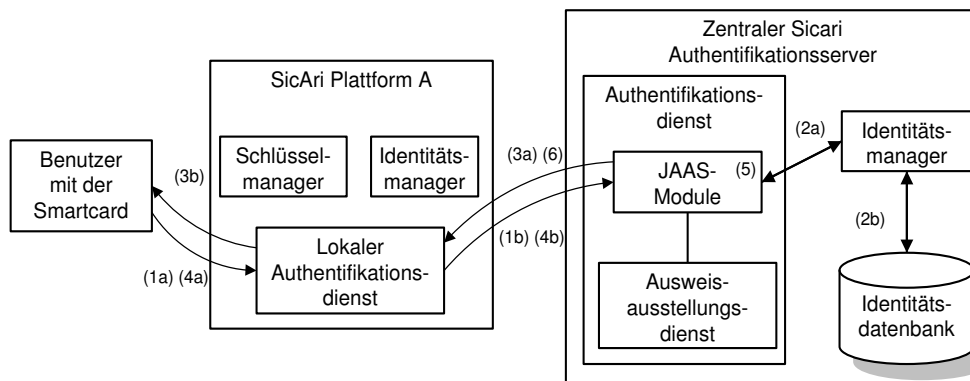 Zentraler Sicari
Authentifikationsserver
SicAri Plattform A
Authentifikations-
dienst
Benutzer
mit der
Smartcard
(3b)
(1a) (4a)
Schlüssel-
manager
Identitäts-
manager
Lokaler
Authentifikations-
dienst
(3a) (6)
(1b) (4b)
JAAS-
Module
(5)
(2a)
Identitäts-
manager
(2b)
Ausweis-
ausstellungs-
dienst
Identitäts-
datenbank